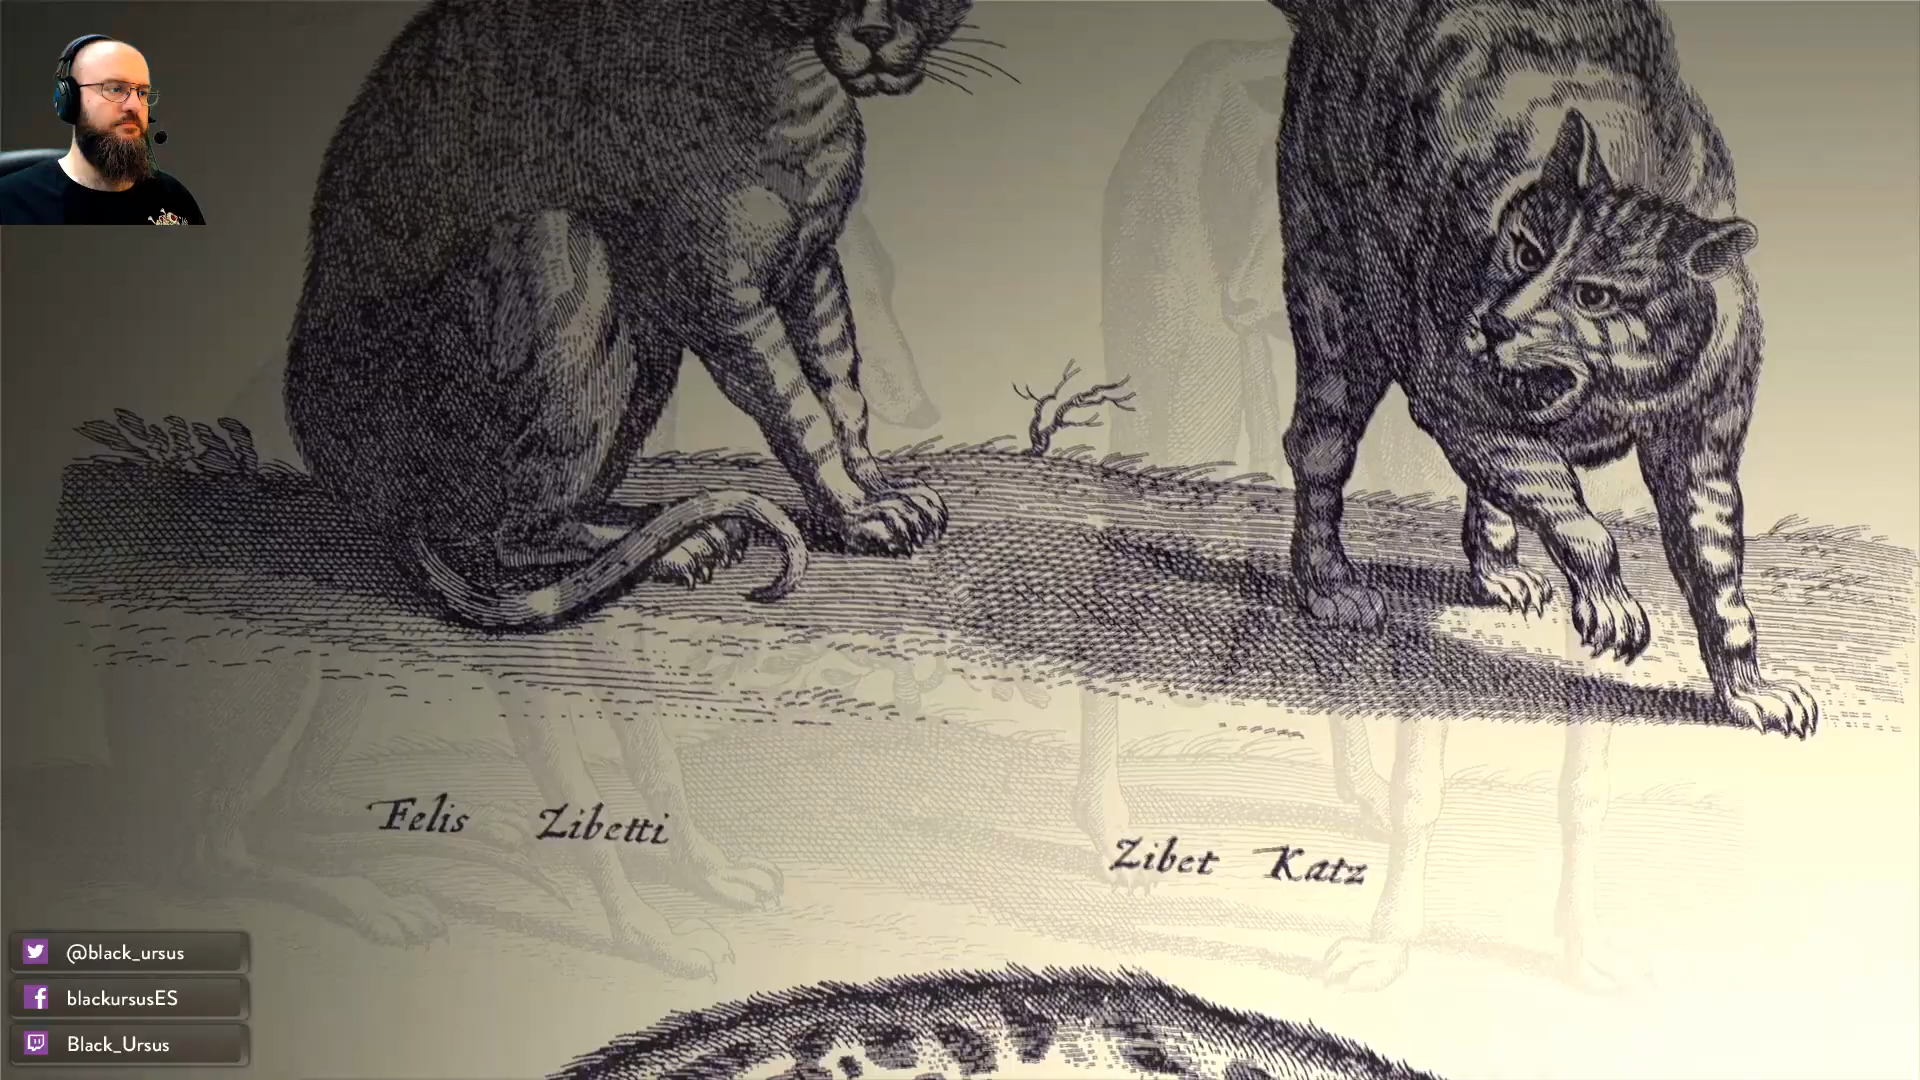 Felis Zibetti
Zibet Katz
@black_ursus
blackursusES
Black_Ursus